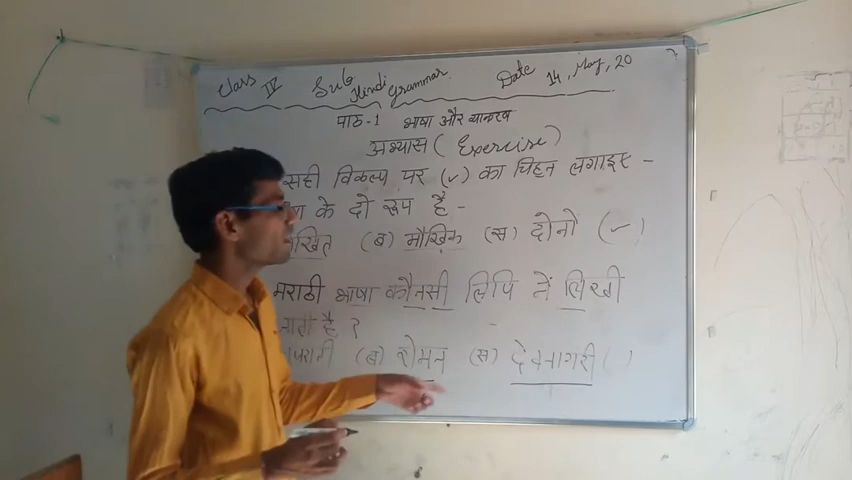 Class IV Sub Hindi Grammar Date 14, May, 20
पाठ-1 भाषा और व्याकरण
अभ्यास (Exercise)
सही विकल्प पर (✓) का चिह्न लगाइए -
के दो रूप है -
(ब) मौखिक (स) दोनों (✓)
मराठी भाषा कौनसी लिपि में लिखी
है ?
(ब) रोमन (स) देवनागरी ( )